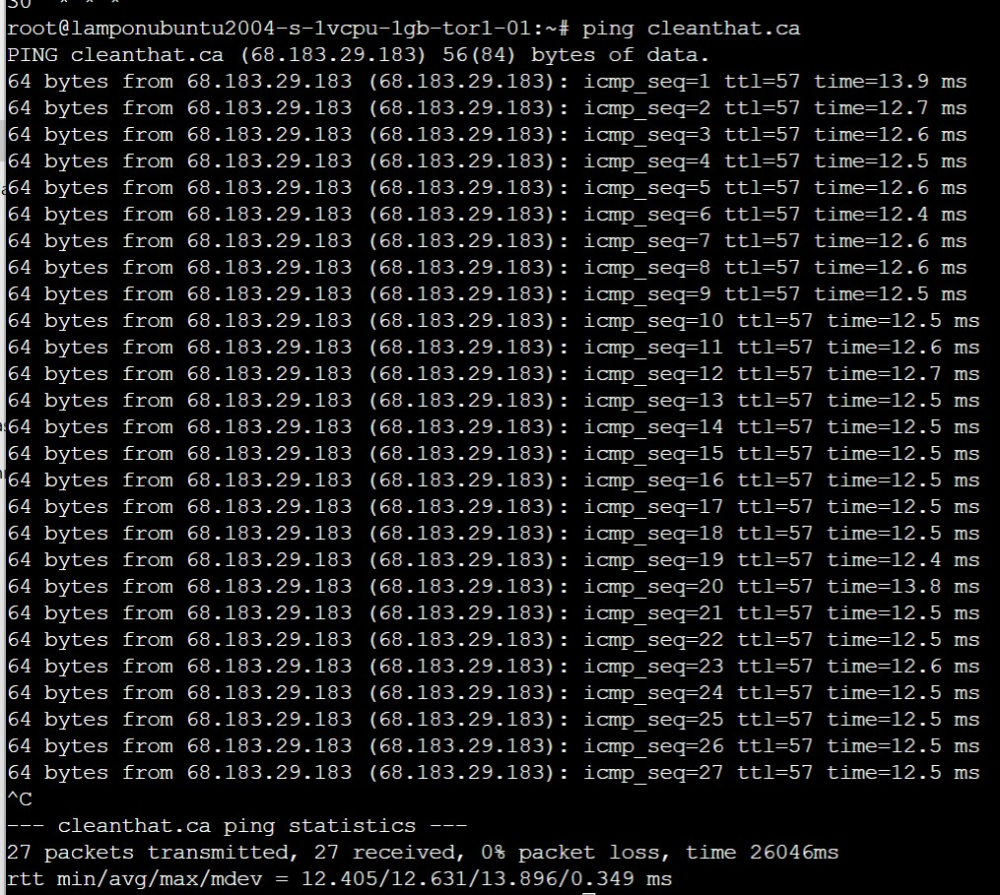 30  * * *
root@lamponubuntu2004-s-1vcpu-1gb-tor1-01:~# ping cleanthat.ca
PING cleanthat.ca (68.183.29.183) 56(84) bytes of data.
64 bytes from 68.183.29.183 (68.183.29.183): icmp_seq=1 ttl=57 time=13.9 ms
64 bytes from 68.183.29.183 (68.183.29.183): icmp_seq=2 ttl=57 time=12.7 ms
64 bytes from 68.183.29.183 (68.183.29.183): icmp_seq=3 ttl=57 time=12.6 ms
64 bytes from 68.183.29.183 (68.183.29.183): icmp_seq=4 ttl=57 time=12.5 ms
64 bytes from 68.183.29.183 (68.183.29.183): icmp_seq=5 ttl=57 time=12.6 ms
64 bytes from 68.183.29.183 (68.183.29.183): icmp_seq=6 ttl=57 time=12.4 ms
64 bytes from 68.183.29.183 (68.183.29.183): icmp_seq=7 ttl=57 time=12.6 ms
64 bytes from 68.183.29.183 (68.183.29.183): icmp_seq=8 ttl=57 time=12.6 ms
64 bytes from 68.183.29.183 (68.183.29.183): icmp_seq=9 ttl=57 time=12.5 ms
64 bytes from 68.183.29.183 (68.183.29.183): icmp_seq=10 ttl=57 time=12.5 ms
64 bytes from 68.183.29.183 (68.183.29.183): icmp_seq=11 ttl=57 time=12.6 ms
64 bytes from 68.183.29.183 (68.183.29.183): icmp_seq=12 ttl=57 time=12.7 ms
64 bytes from 68.183.29.183 (68.183.29.183): icmp_seq=13 ttl=57 time=12.5 ms
64 bytes from 68.183.29.183 (68.183.29.183): icmp_seq=14 ttl=57 time=12.5 ms
64 bytes from 68.183.29.183 (68.183.29.183): icmp_seq=15 ttl=57 time=12.5 ms
64 bytes from 68.183.29.183 (68.183.29.183): icmp_seq=16 ttl=57 time=12.5 ms
64 bytes from 68.183.29.183 (68.183.29.183): icmp_seq=17 ttl=57 time=12.5 ms
64 bytes from 68.183.29.183 (68.183.29.183): icmp_seq=18 ttl=57 time=12.5 ms
64 bytes from 68.183.29.183 (68.183.29.183): icmp_seq=19 ttl=57 time=12.4 ms
64 bytes from 68.183.29.183 (68.183.29.183): icmp_seq=20 ttl=57 time=13.8 ms
64 bytes from 68.183.29.183 (68.183.29.183): icmp_seq=21 ttl=57 time=12.5 ms
64 bytes from 68.183.29.183 (68.183.29.183): icmp_seq=22 ttl=57 time=12.5 ms
64 bytes from 68.183.29.183 (68.183.29.183): icmp_seq=23 ttl=57 time=12.6 ms
64 bytes from 68.183.29.183 (68.183.29.183): icmp_seq=24 ttl=57 time=12.5 ms
64 bytes from 68.183.29.183 (68.183.29.183): icmp_seq=25 ttl=57 time=12.5 ms
64 bytes from 68.183.29.183 (68.183.29.183): icmp_seq=26 ttl=57 time=12.5 ms
64 bytes from 68.183.29.183 (68.183.29.183): icmp_seq=27 ttl=57 time=12.5 ms
^C
--- cleanthat.ca ping statistics ---
27 packets transmitted, 27 received, 0% packet loss, time 26046ms
rtt min/avg/max/mdev = 12.405/12.631/13.896/0.349 ms